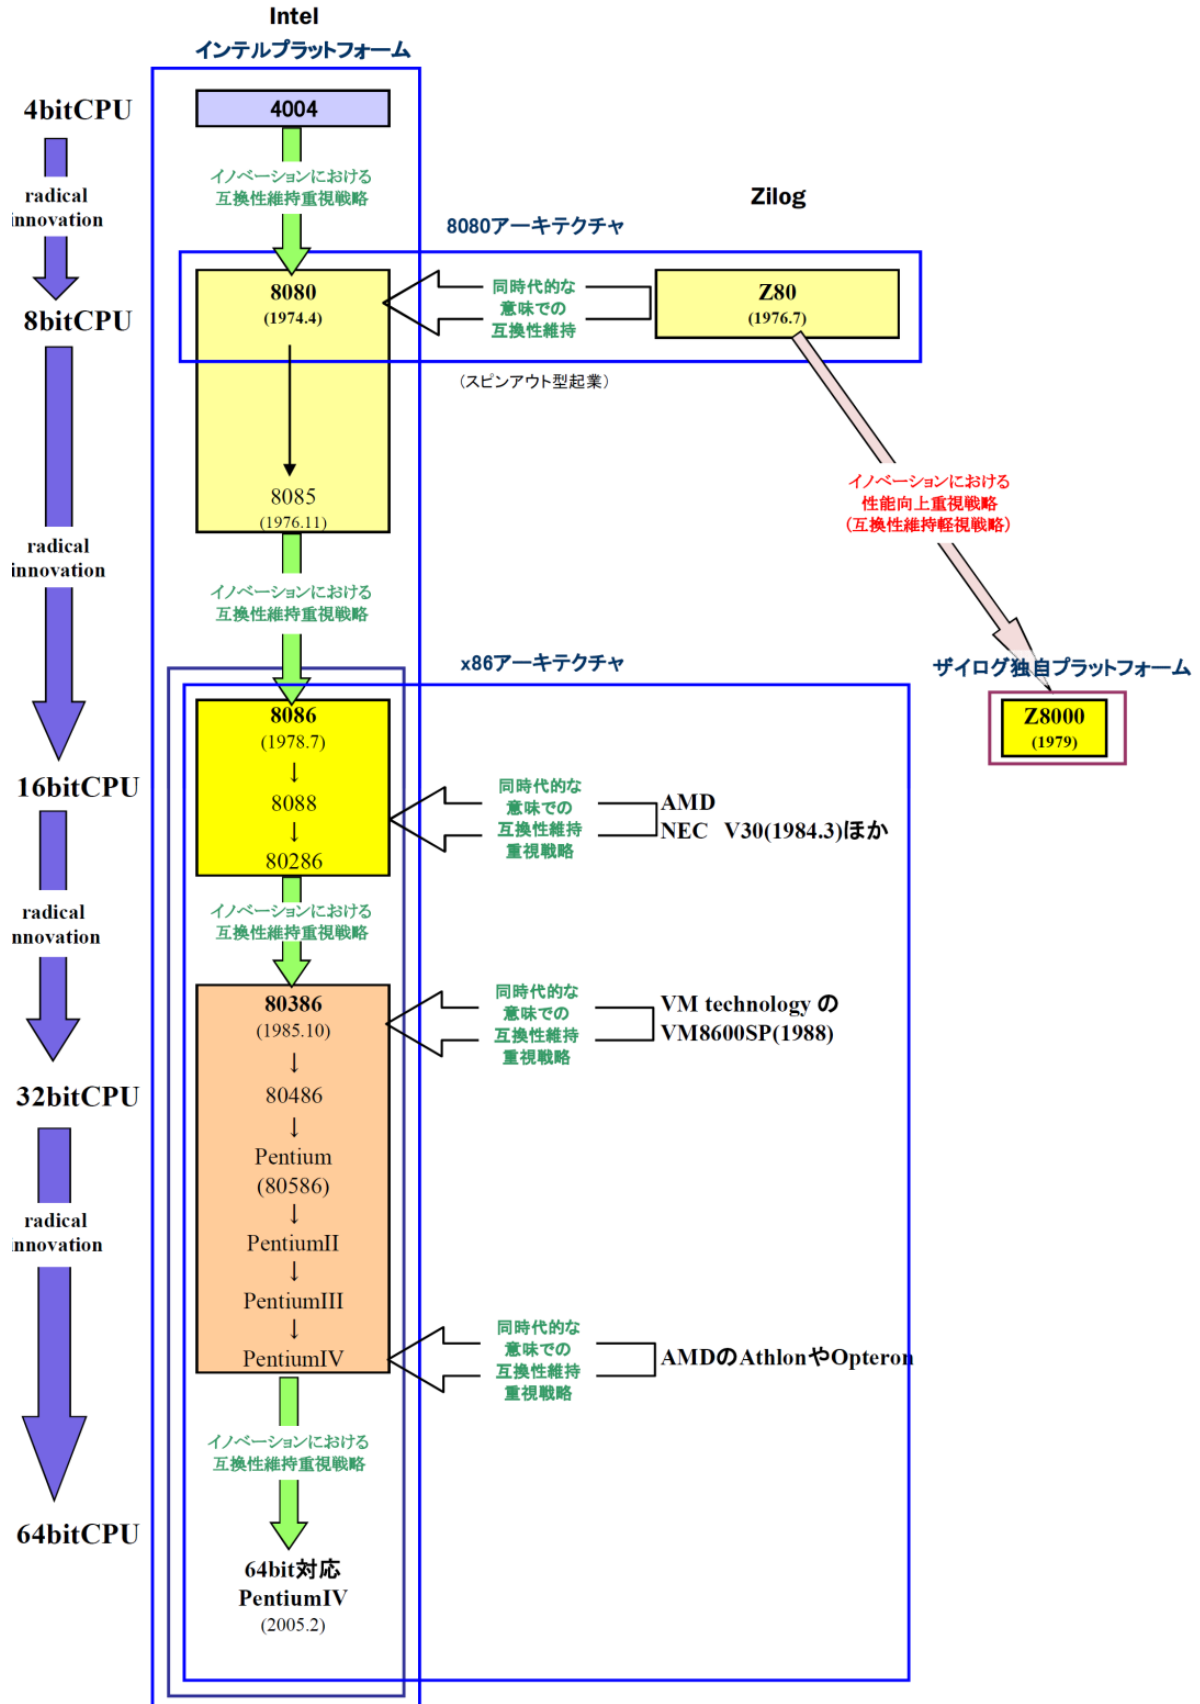 Intel
インテルプラットフォーム
4bitCPU
4004
radical
innovation
イノベーションにおける
互換性維持重視戦略
Zilog
8080アーキテクチャ
8bitCPU
8080
(1974.4)
同時代的な
意味での
互換性維持
Z80
(1976.7)
(スピンアウト型起業)
8085
(1976.11)
イノベーションにおける
性能向上重視戦略
(互換性維持軽視戦略)
radical
innovation
イノベーションにおける
互換性維持重視戦略
x86アーキテクチャ
ザイログ独自プラットフォーム
Z8000
(1979)
16bitCPU
8086
(1978.7)
↓
8088
↓
80286
同時代的な
意味での
互換性維持
重視戦略
AMD
NEC V30(1984.3)ほか
radical
nnovation
イノベーションにおける
互換性維持重視戦略
32bitCPU
80386
(1985.10)
↓
80486
↓
Pentium
(80586)
↓
PentiumII
↓
PentiumIII
↓
PentiumIV
同時代的な
意味での
互換性維持
重視戦略
VM technology の
VM8600SP(1988)
radical
innovation
同時代的な
意味での
互換性維持
重視戦略
AMDのAthlonやOpteron
イノベーションにおける
互換性維持重視戦略
64bitCPU
64bit対応
PentiumIV
(2005.2)